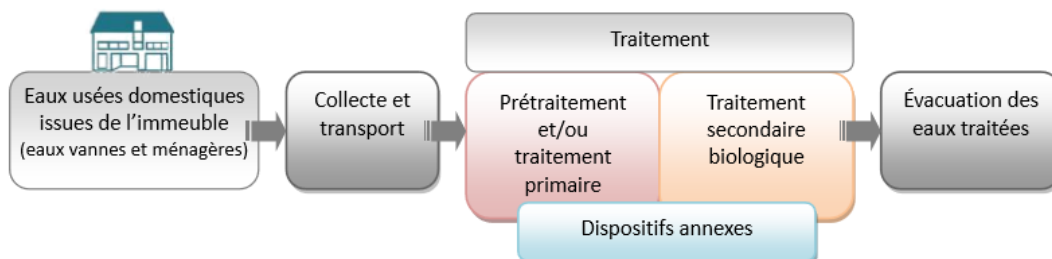 Traitement
Eaux usées domestiques
issues de l'immeuble
(eaux vannes et ménagères)
Collecte et
transport
Prétraitement
et/ou
traitement
primaire
Traitement
secondaire
biologique
Évacuation des
eaux traitées
Dispositifs annexes